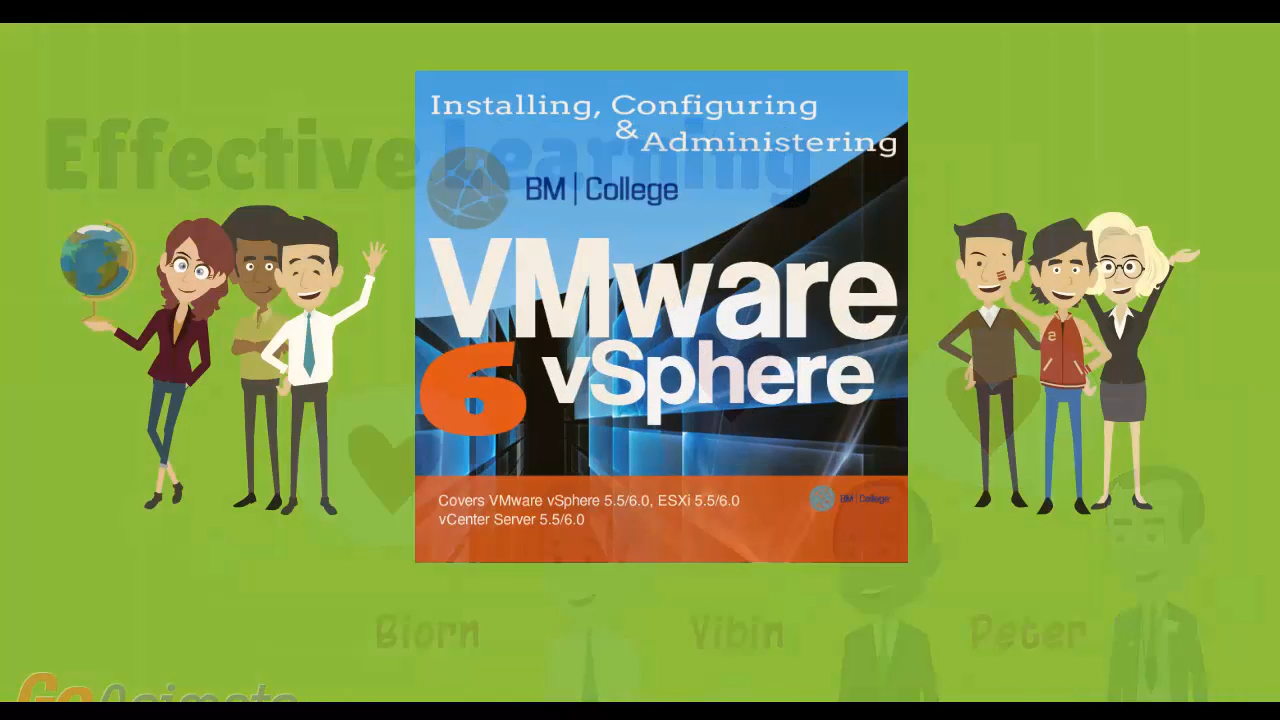 Effective Learning
Installing, Configuring
&
Administering
BM|College
VMware
6 vSphere
Covers VMware vSphere 5.5/6.0, ESXi 5.5/6.0
vCenter Server 5.5/6.0
BM|College
a
Biorn
Vibin
Peter
GoAnimate